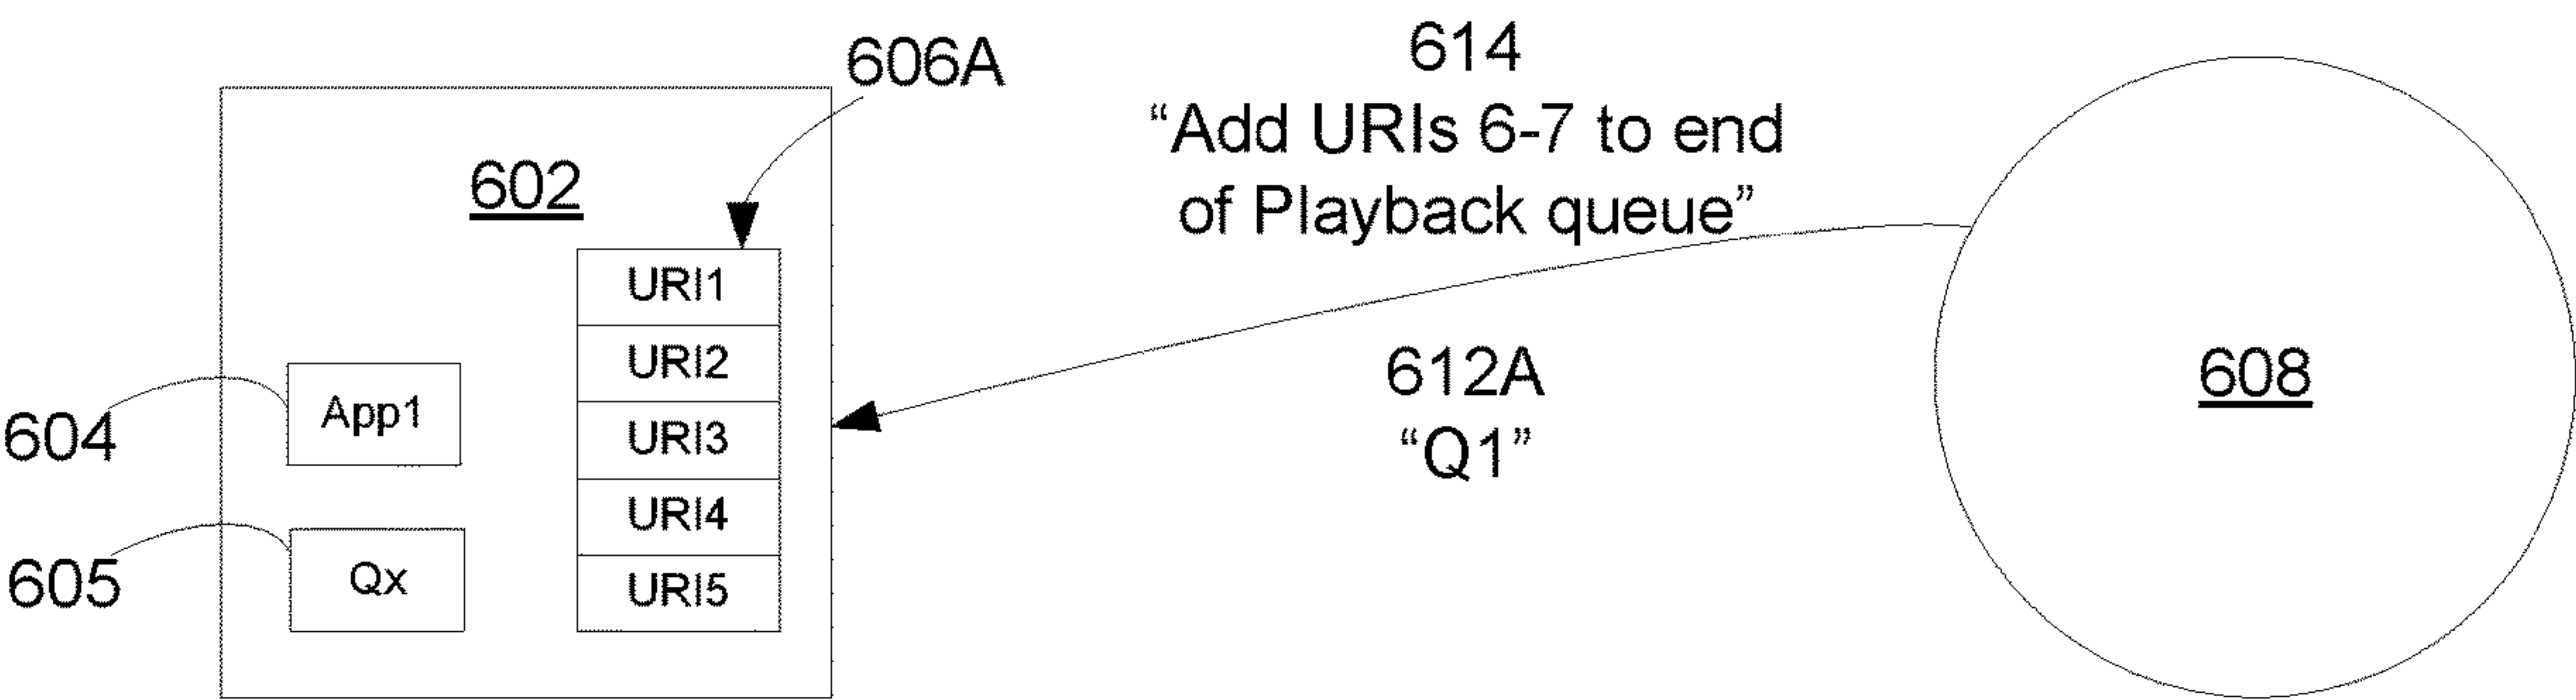 606A
614
“Add URIs 6-7 to end
of Playback queue”
602
URI1
URI2
URI3
URI4
URI5
604
App1
605
Qx
612A
“Q1”
608